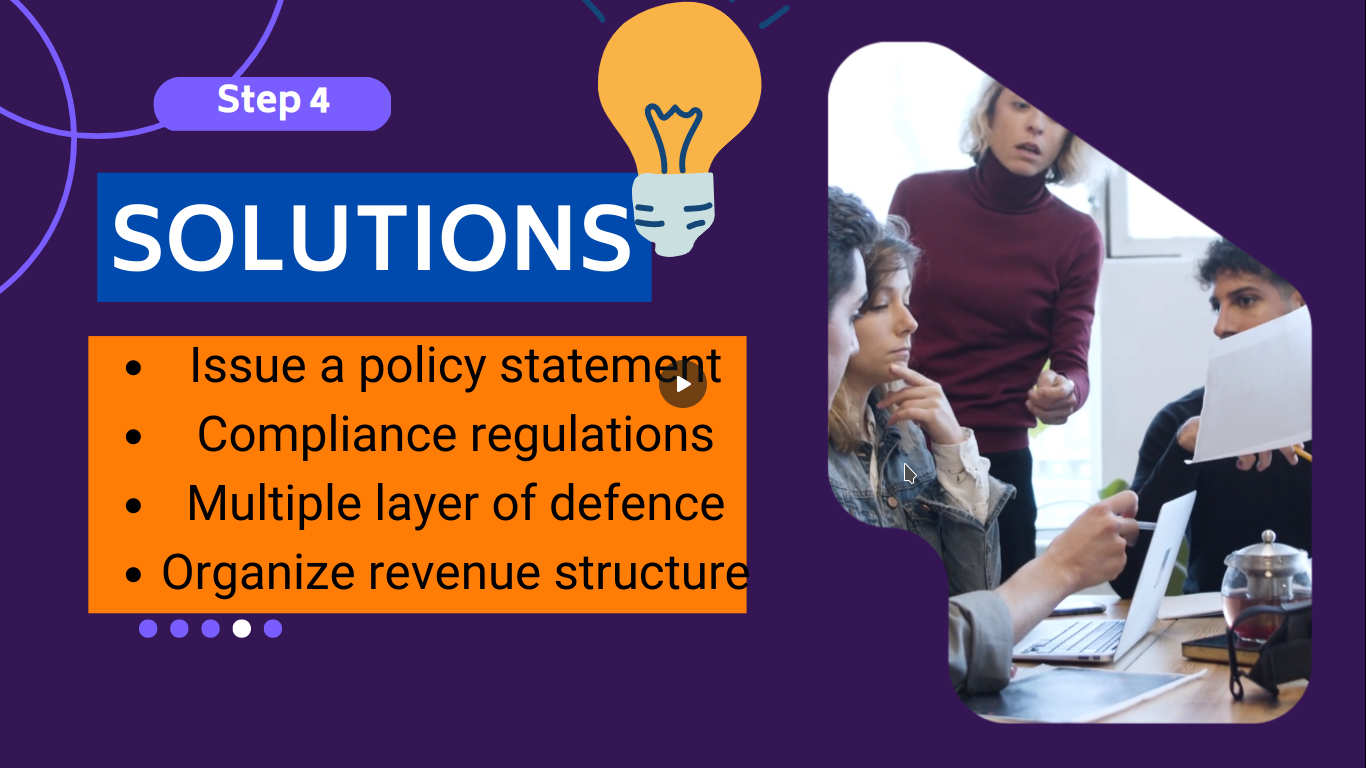 Step 4
SOLUTIONS
• Issue a policy statement
• Compliance regulations
• Multiple layer of defence
• Organize revenue structure